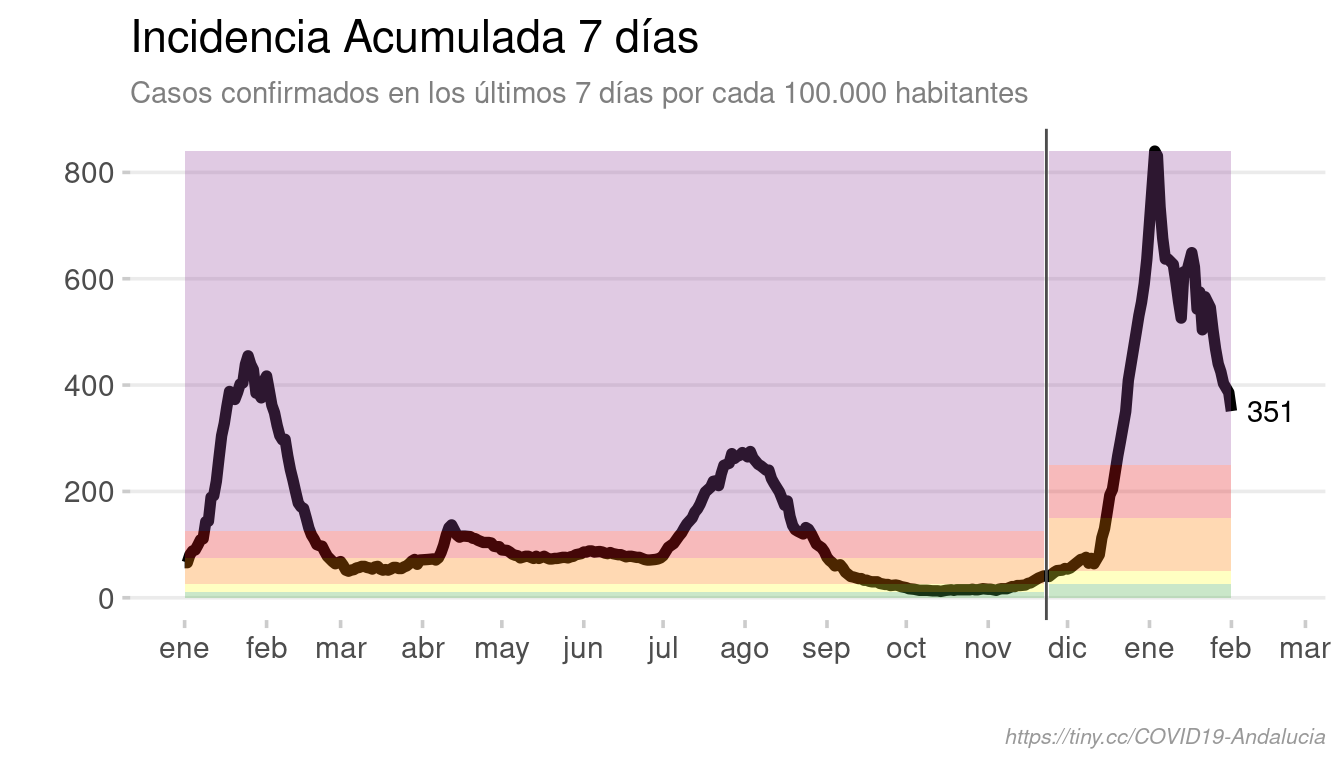 Incidencia Acumulada 7 días
Casos confirmados en los últimos 7 días por cada 100.000 habitantes
800
600
400
351
200
0
ene feb mar abr may jun jul ago sep oct nov dic ene feb mar
https://tiny.cc/COVID19-Andalucia